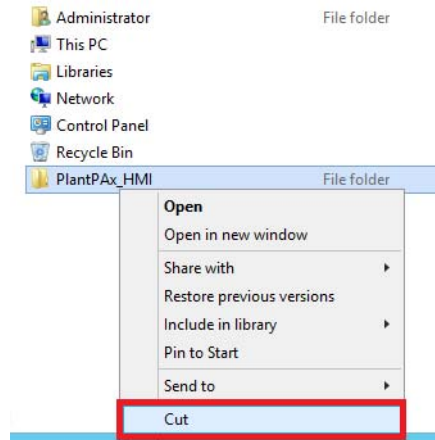 Administrator File folder
This PC
Libraries
Network
Control Panel
Recycle Bin
PlantPAx_HMI File folder
Open
Open in new window
Share with
Restore previous versions
Include in library
Pin to Start
Send to
Cut